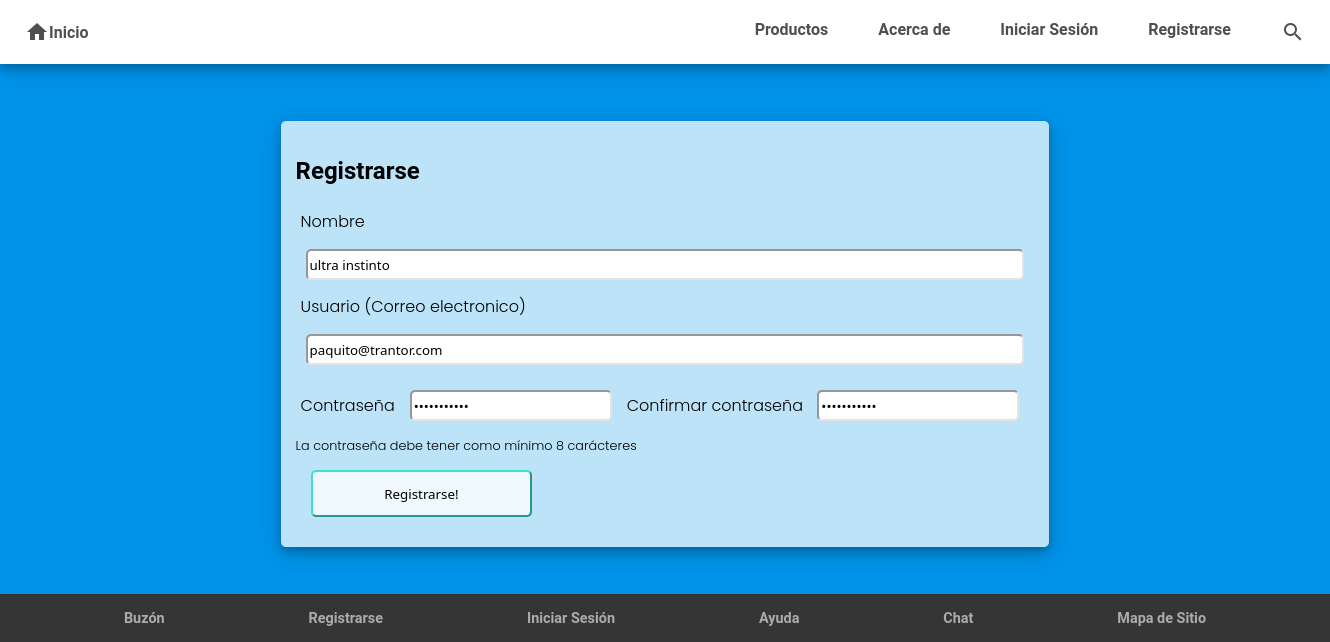 Inicio Productos Acerca de Iniciar Sesión Registrarse
Registrarse
Nombre
ultra instinto
Usuario (Correo electronico)
paquito@trantor.com
Contraseña ••••••••••• Confirmar contraseña •••••••••••
La contraseña debe tener como mínimo 8 carácteres
Registrarse!
Buzón Registrarse Iniciar Sesión Ayuda Chat Mapa de Sitio